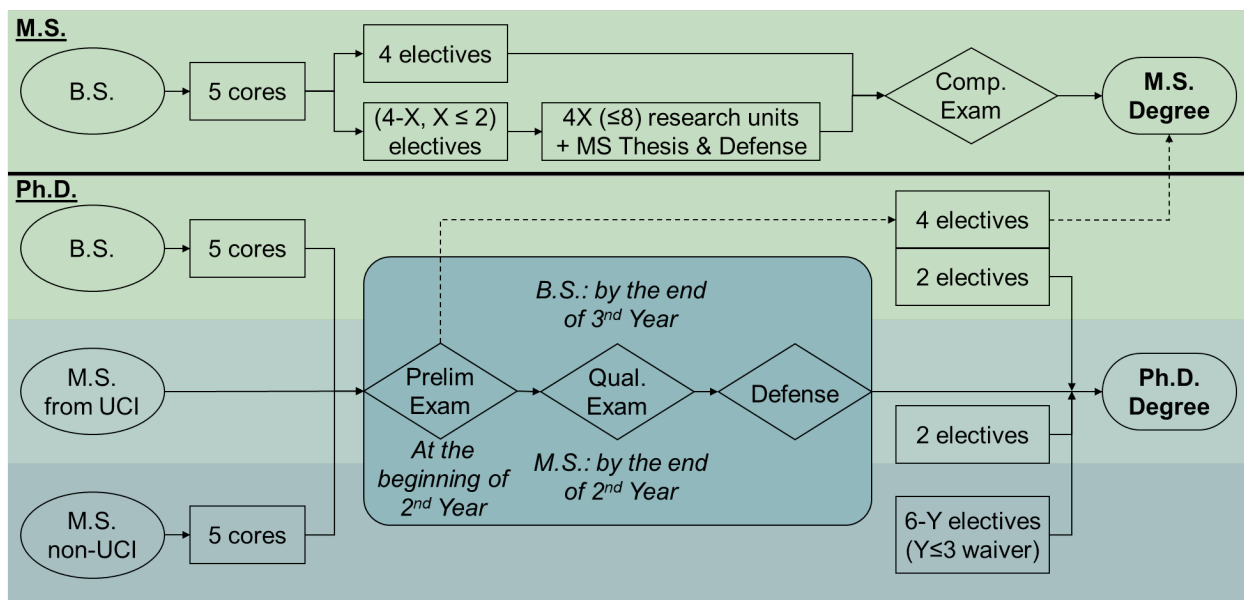 M.S.
B.S.
5 cores
4 electives
(4-X, X ≤ 2)
electives
4X (≤8) research units
+ MS Thesis & Defense
Comp.
Exam
M.S.
Degree
Ph.D.
B.S.
5 cores
4 electives
2 electives
B.S.: by the end
of 3nd Year
M.S.
from UCI
Prelim
Exam
Qual.
Exam
Defense
Ph.D.
Degree
At the
beginning of
2nd Year
M.S.: by the end
of 2nd Year
2 electives
M.S.
non-UCI
5 cores
6-Y electives
(Y≤3 waiver)